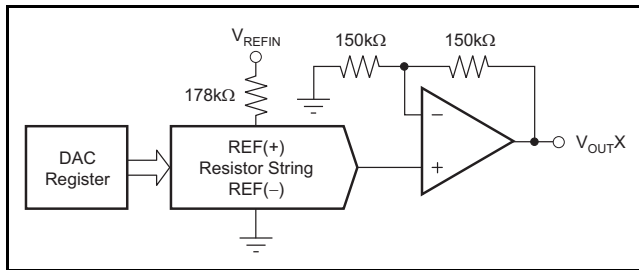 V_REFIN
150kΩ 150kΩ
178kΩ
DAC
Register
REF(+)
Resistor String
REF(−)
−
+
V_OUTX